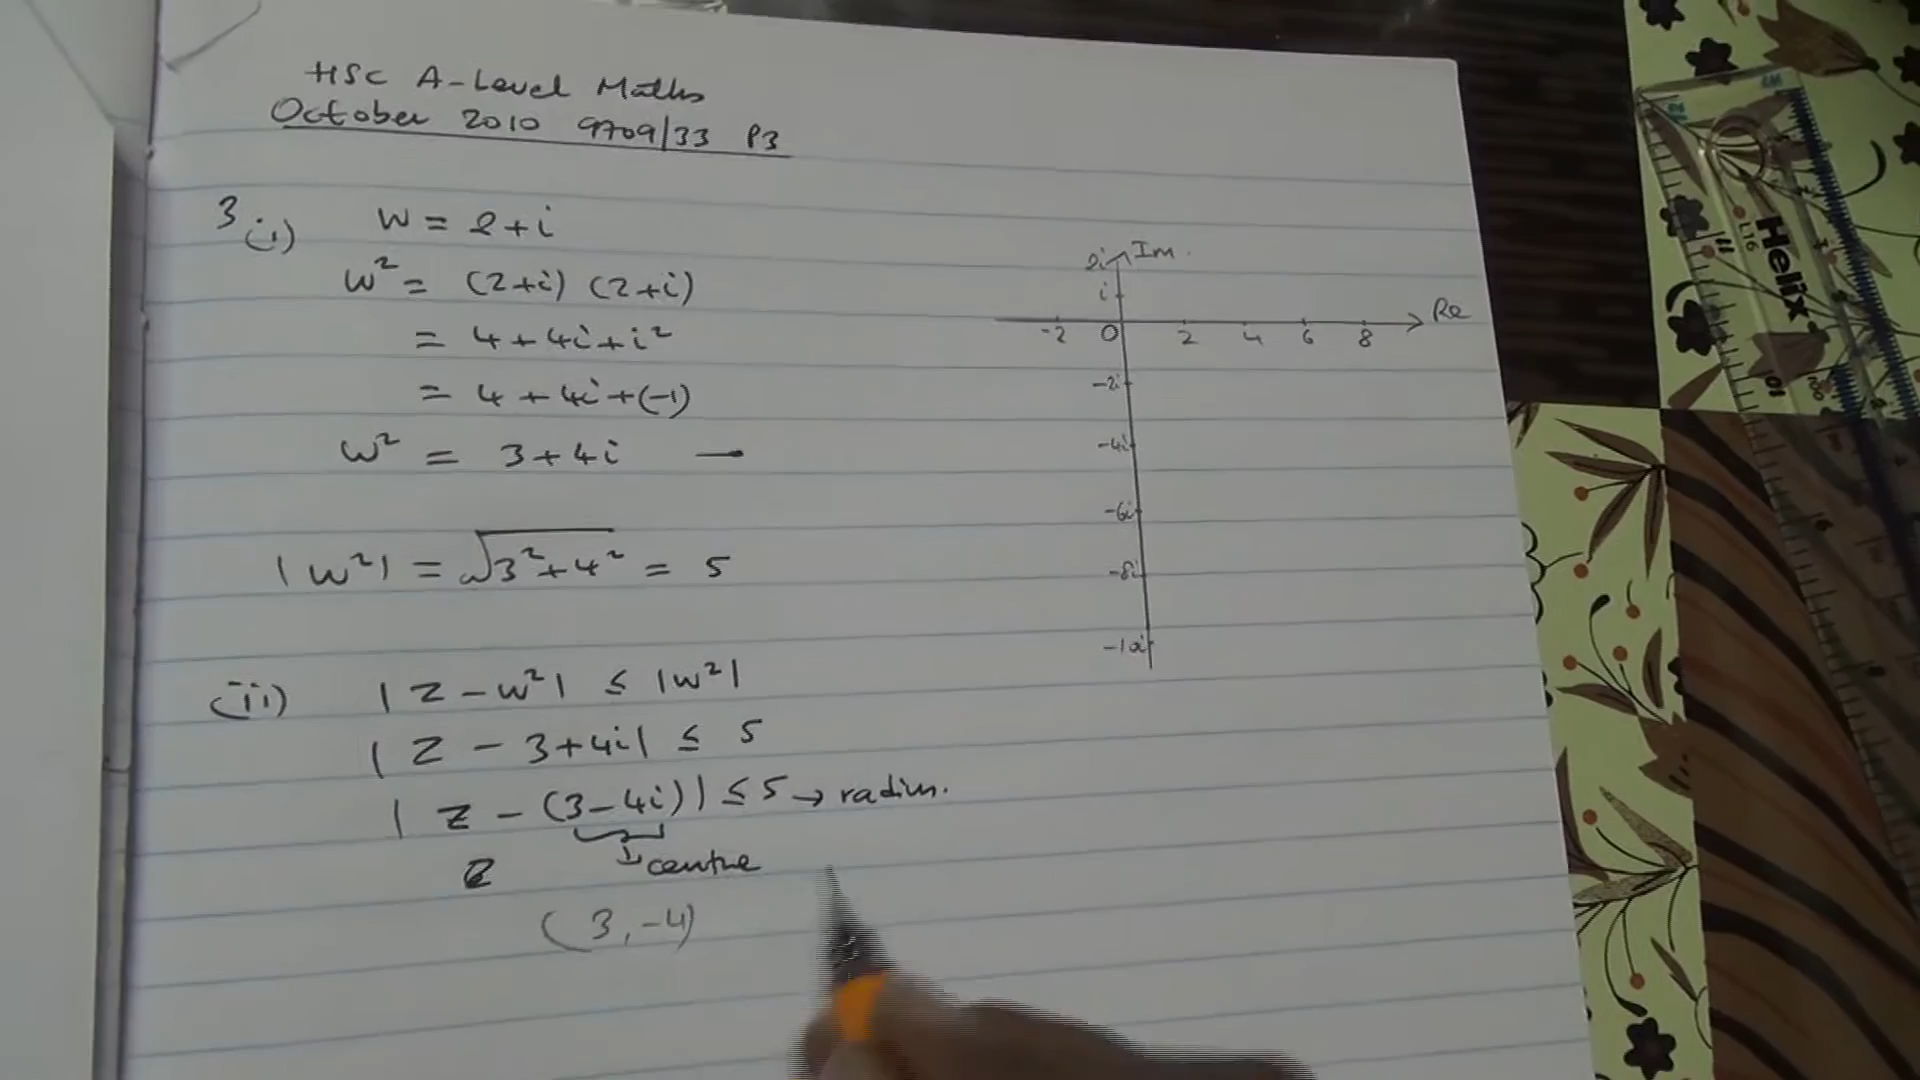 HSC A-Level Maths
October 2010 9709/33 P3
3(i) W = 2+i
W² = (2+i) (2+i)
= 4 + 4i + i²
= 4 + 4i + (-1)
W² = 3+4i —
|W²| = √3²+4² = 5
(ii) |Z - W²| ≤ |W²|
|Z - 3+4i| ≤ 5
|Z - (3-4i)| ≤ 5 → radius.
Z ↓ centre
(3, -4)
2i Im.
i
-2 O 2 4 6 8 Re
-2i
-4i
-6i
-8i
-10i
Helix
L16